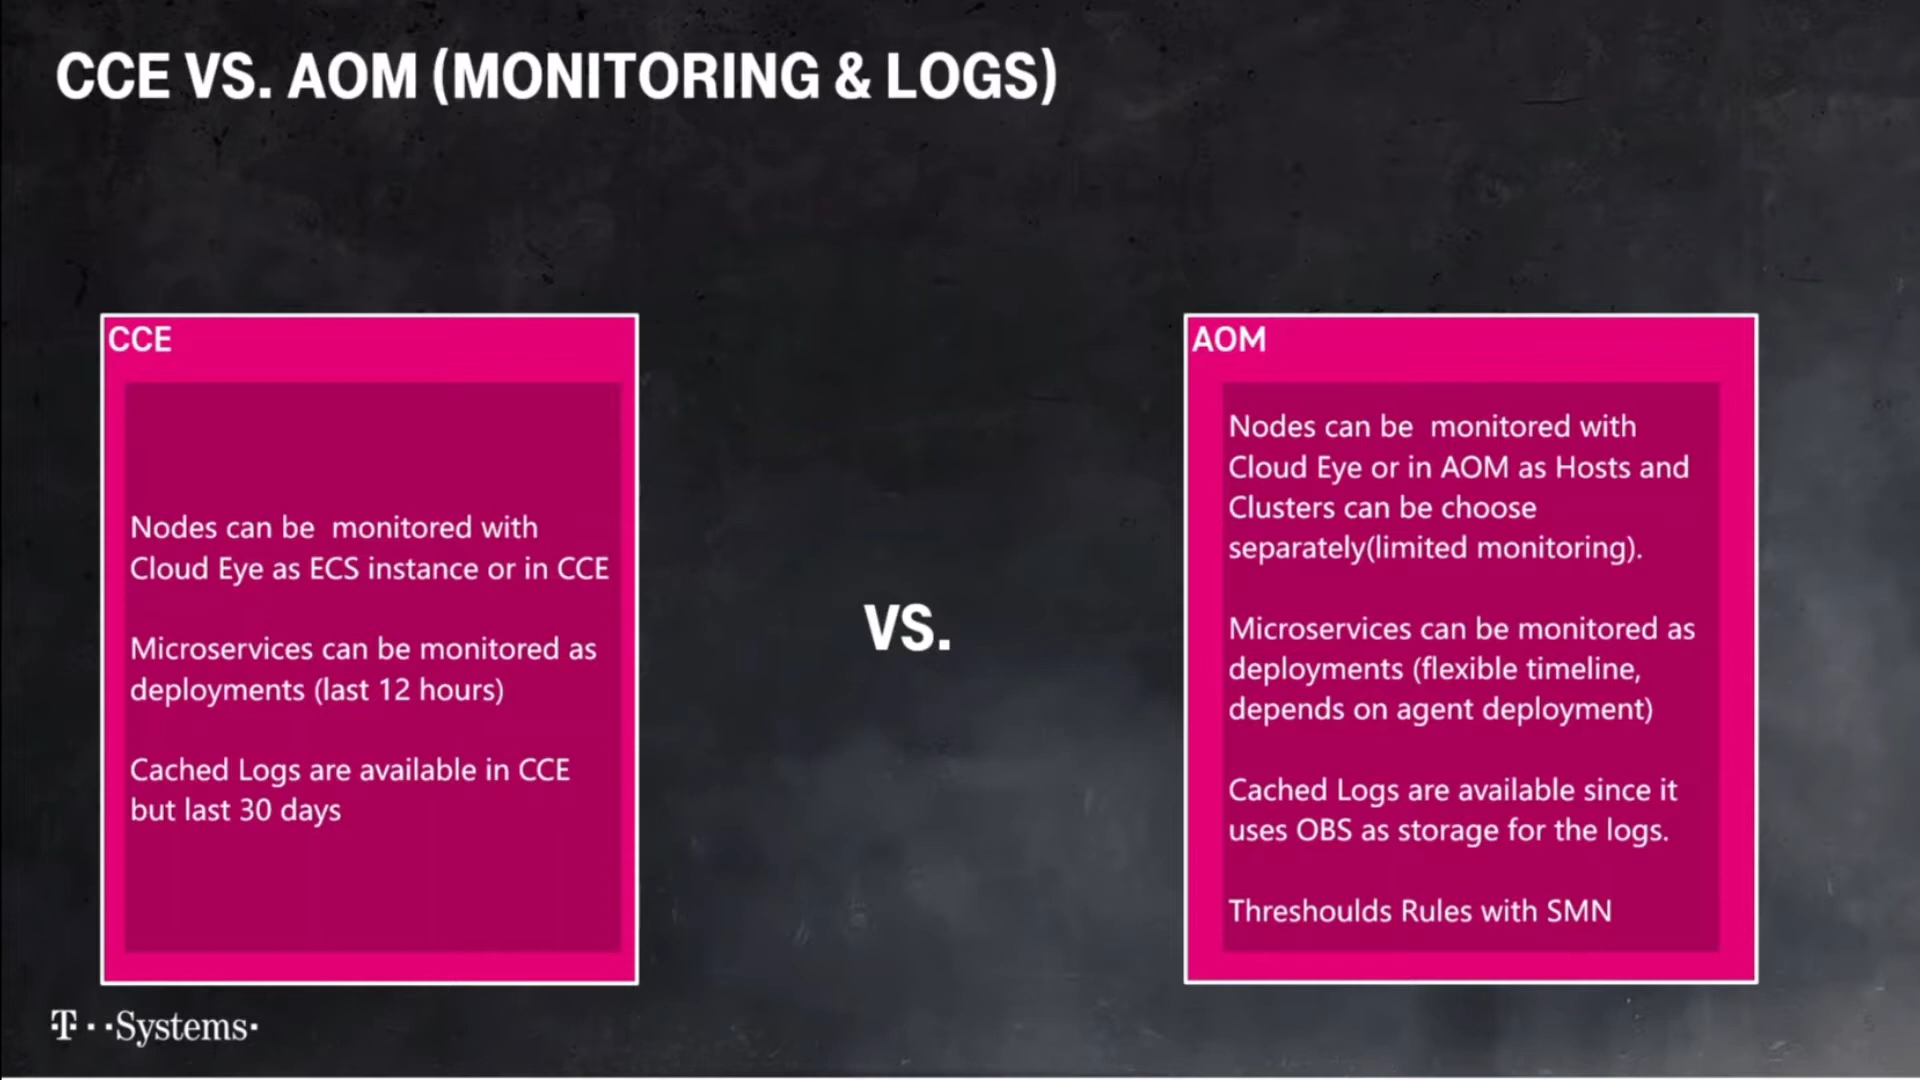 CCE VS. AOM (MONITORING & LOGS)
CCE
Nodes can be  monitored with
Cloud Eye as ECS instance or in CCE
Microservices can be monitored as
deployments (last 12 hours)
Cached Logs are available in CCE
but last 30 days
VS.
AOM
Nodes can be  monitored with
Cloud Eye or in AOM as Hosts and
Clusters can be choose
separately(limited monitoring).
Microservices can be monitored as
deployments (flexible timeline,
depends on agent deployment)
Cached Logs are available since it
uses OBS as storage for the logs.
Threshoulds Rules with SMN
T··Systems·